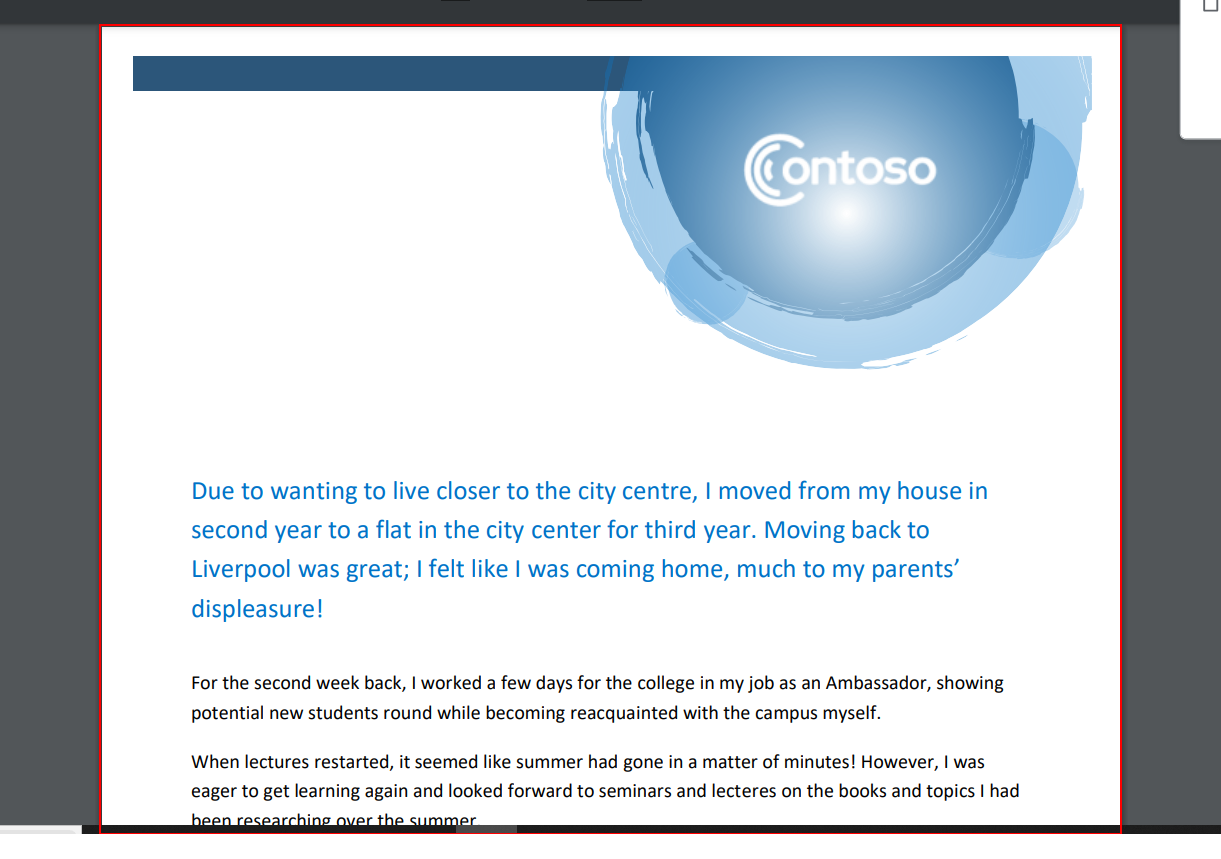 Contoso
Due to wanting to live closer to the city centre, I moved from my house in
second year to a flat in the city center for third year. Moving back to
Liverpool was great; I felt like I was coming home, much to my parents’
displeasure!
For the second week back, I worked a few days for the college in my job as an Ambassador, showing
potential new students round while becoming reacquainted with the campus myself.
When lectures restarted, it seemed like summer had gone in a matter of minutes! However, I was
eager to get learning again and looked forward to seminars and lecteres on the books and topics I had
been researching over the summer.